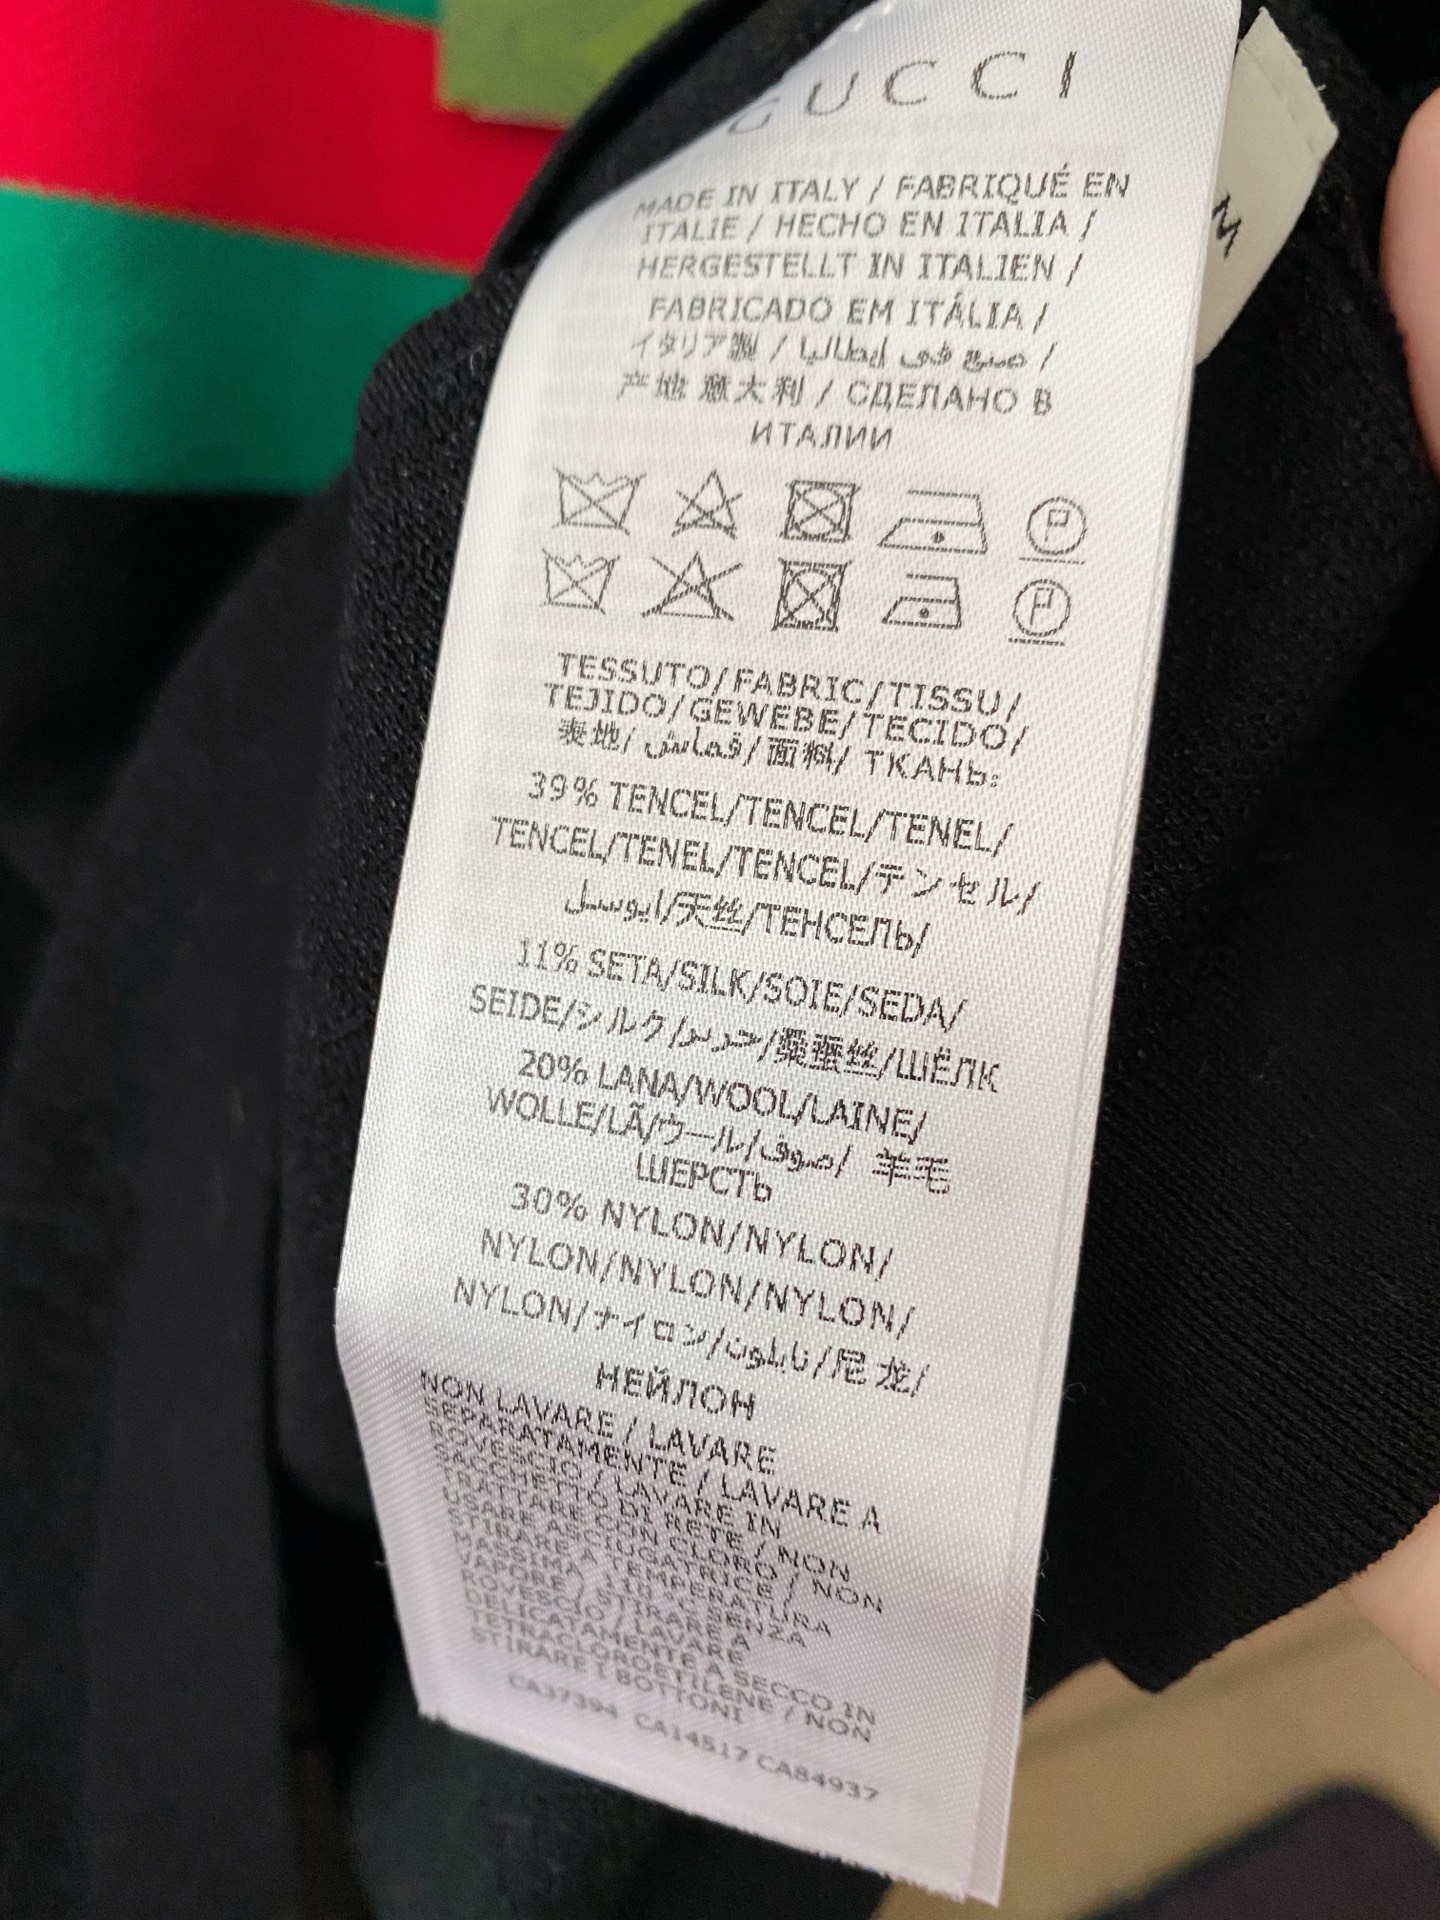 GUCCI
MADE IN ITALY / FABRIQUÉ EN
ITALIE / HECHO EN ITALIA /
HERGESTELLT IN ITALIEN /
FABRICADO EM ITÁLIA /
イタリア製 / صنع في إيطاليا /
产地 意大利 / СДЕЛАНО В
ИТАЛИИ
M
P
P
TESSUTO/FABRIC/TISSU/
TEJIDO/GEWEBE/TECIDO/
表地/ قماش/面料/ ТКАНЬ:
39% TENCEL/TENCEL/TENEL/
TENCEL/TENEL/TENCEL/テンセル/
ايوسل/天丝/ТЕНСЕЛЬ/
11% SETA/SILK/SOIE/SEDA/
SEIDE/シルク/حرير/桑蚕丝/ШЁЛК
20% LANA/WOOL/LAINE/
WOLLE/LÃ/ウール/صوف/ 羊毛
ШЕРСТЬ
30% NYLON/NYLON/
NYLON/NYLON/NYLON/
NYLON/ナイロン/نايلون/尼龙/
НЕЙЛОН
NON LAVARE / LAVARE
SEPARATAMENTE / LAVARE A
ROVESCIO / LAVARE IN
SACCHETTO DI RETE / NON
TRATTARE CON CLORO / NON
USARE ASCIUGATRICE / NON
STIRARE A TEMPERATURA
MASSIMA 110 °C SENZA
VAPORE / STIRARE A
ROVESCIO / LAVARE
DELICATAMENTE A SECCO IN
TETRACLOROETILENE / NON
STIRARE I BOTTONI
CA37394 CA14517 CA84937